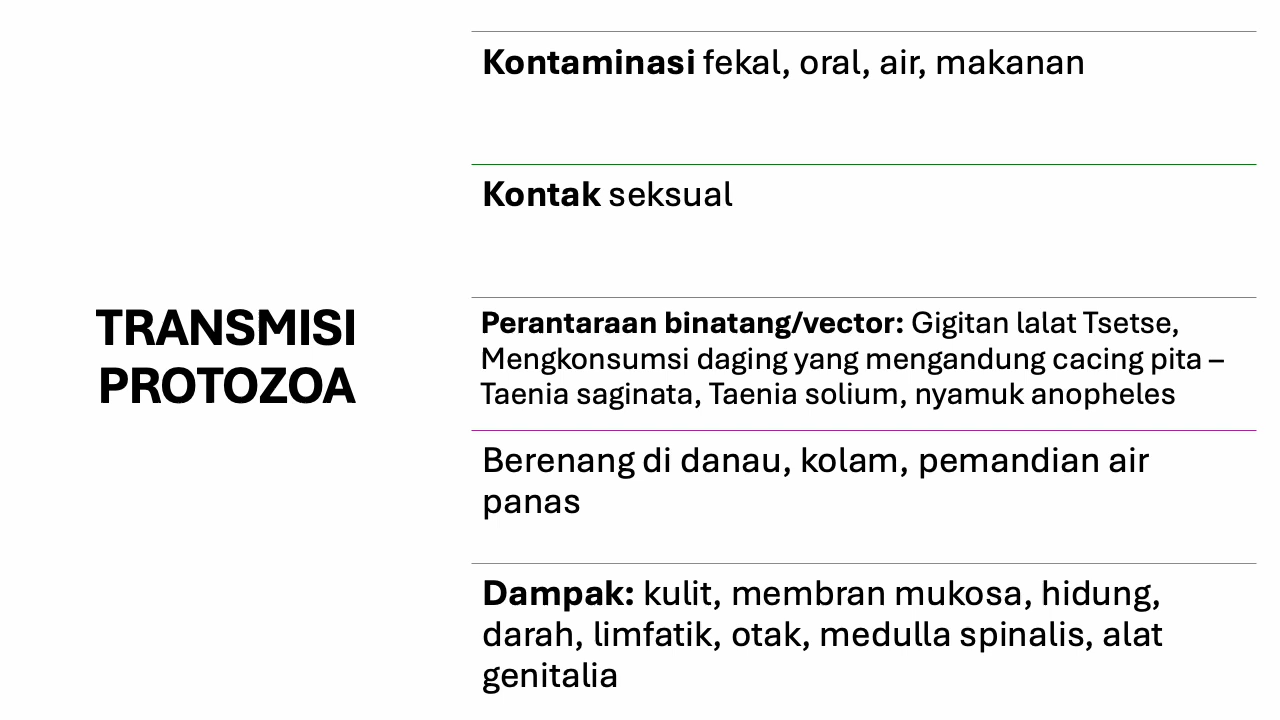 TRANSMISI
PROTOZOA
Kontaminasi fekal, oral, air, makanan
Kontak seksual
Perantaraan binatang/vector: Gigitan lalat Tsetse,
Mengkonsumsi daging yang mengandung cacing pita –
Taenia saginata, Taenia solium, nyamuk anopheles
Berenang di danau, kolam, pemandian air
panas
Dampak: kulit, membran mukosa, hidung,
darah, limfatik, otak, medulla spinalis, alat
genitalia